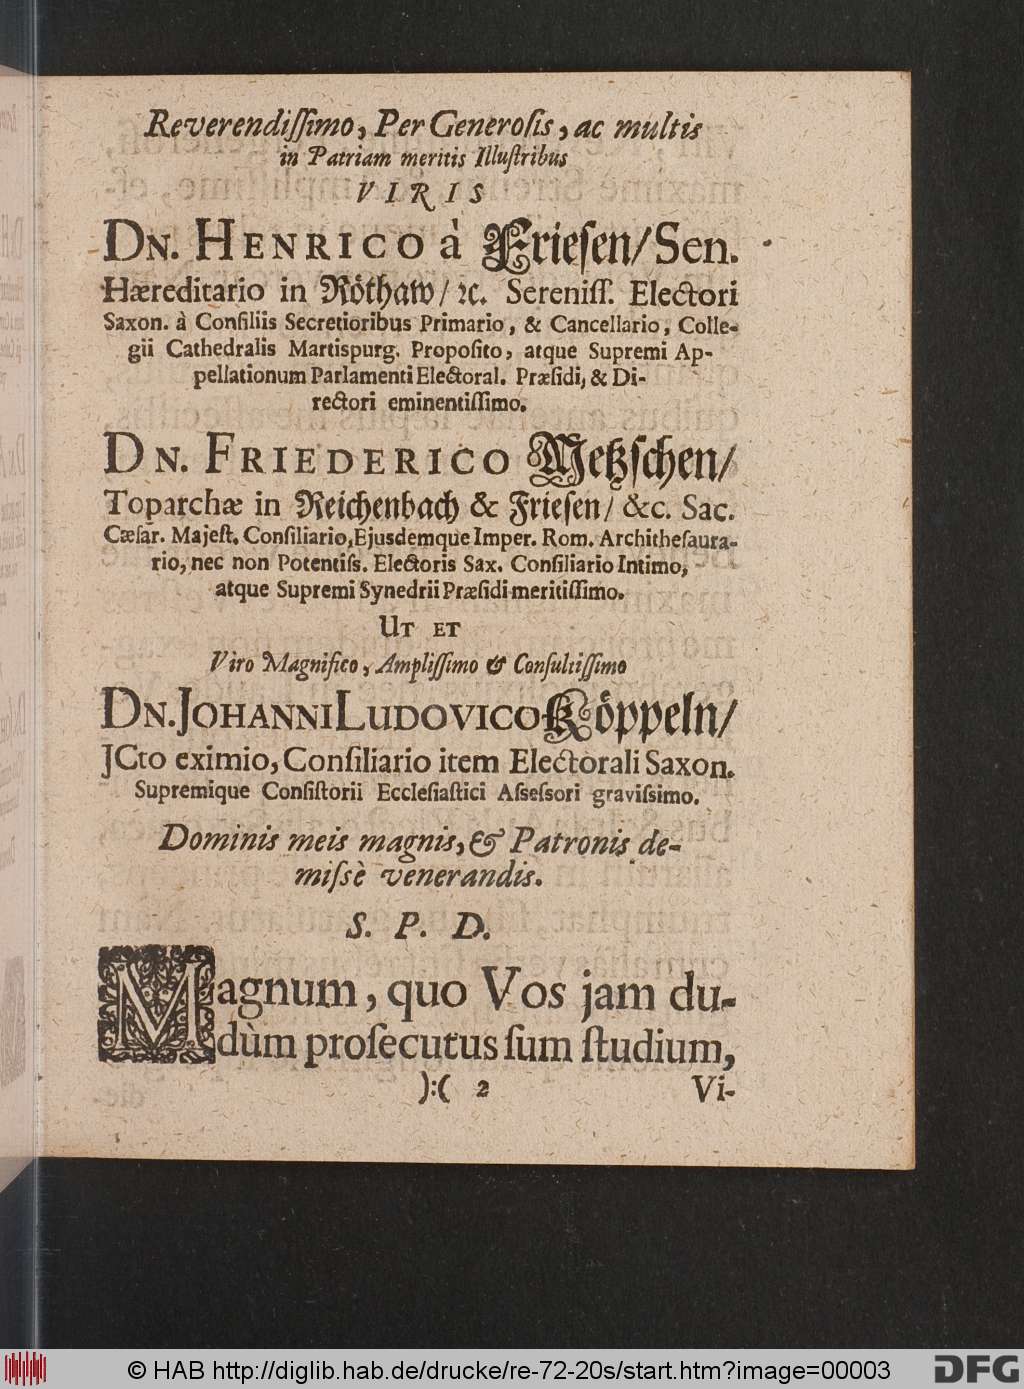 Reverendiſſimo, Per Generoſis, ac multis
in Patriam meritis Illuſtribus
VIRIS
DN. HENRICO à Frieſen/ Sen.
Hæreditario in Röthaw/ ꝛc. Sereniſſ. Electori
Saxon. à Conſiliis Secretioribus Primario, & Cancellario, Colle-
gii Cathedralis Martispurg. Propoſito, atque Supremi Ap-
pellationum Parlamenti Electoral. Præſidi, & Di-
rectori eminentiſſimo.
DN. FRIEDERICO Metzſchen/
Toparchæ in Reichenbach & Frieſen/ &c. Sac.
Cæſar. Majeſt. Conſiliario, Ejusdemque Imper. Rom. Architheſaura-
rio, nec non Potentiſs. Electoris Sax. Conſiliario Intimo,
atque Supremi Synedrii Præſidi meritiſſimo.
UT ET
Viro Magnifico, Ampliſſimo & Conſultiſſimo
DN. JOHANNI LUDOVICO Köppeln/
JCto eximio, Conſiliario item Electorali Saxon.
Supremique Conſiſtorii Eccleſiaſtici Aſseſsori graviſsimo.
Dominis meis magnis, & Patronis de-
miſsè venerandis.
S. P. D.
Magnum, quo Vos jam du-
dùm proſecutus ſum ſtudium,
):( 2 Vi-
© HAB http://diglib.hab.de/drucke/re-72-20s/start.htm?image=00003 DFG